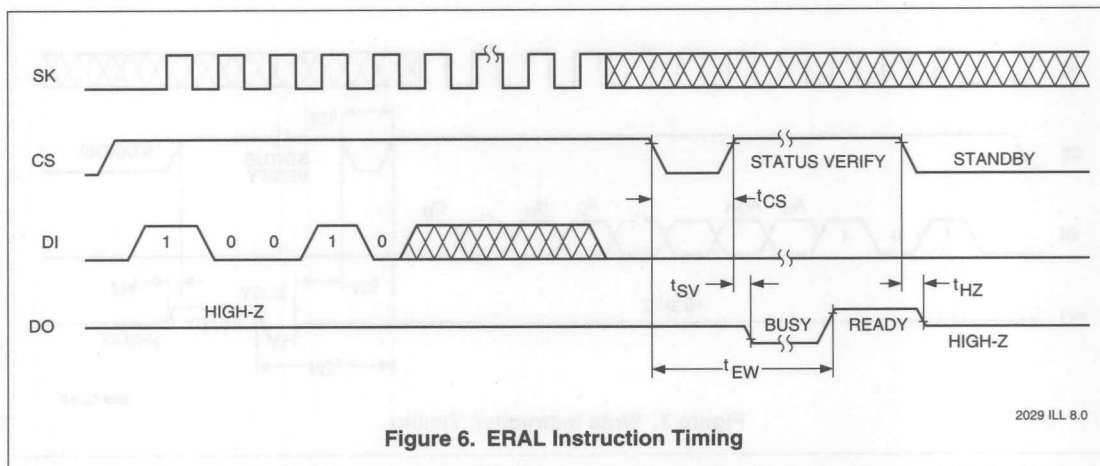 SK
CS
STATUS VERIFY
STANDBY
tCS
DI
1 0 0 1 0
tSV
tHZ
HIGH-Z
DO
BUSY
READY
HIGH-Z
tEW
2029 ILL 8.0
Figure 6. ERAL Instruction Timing